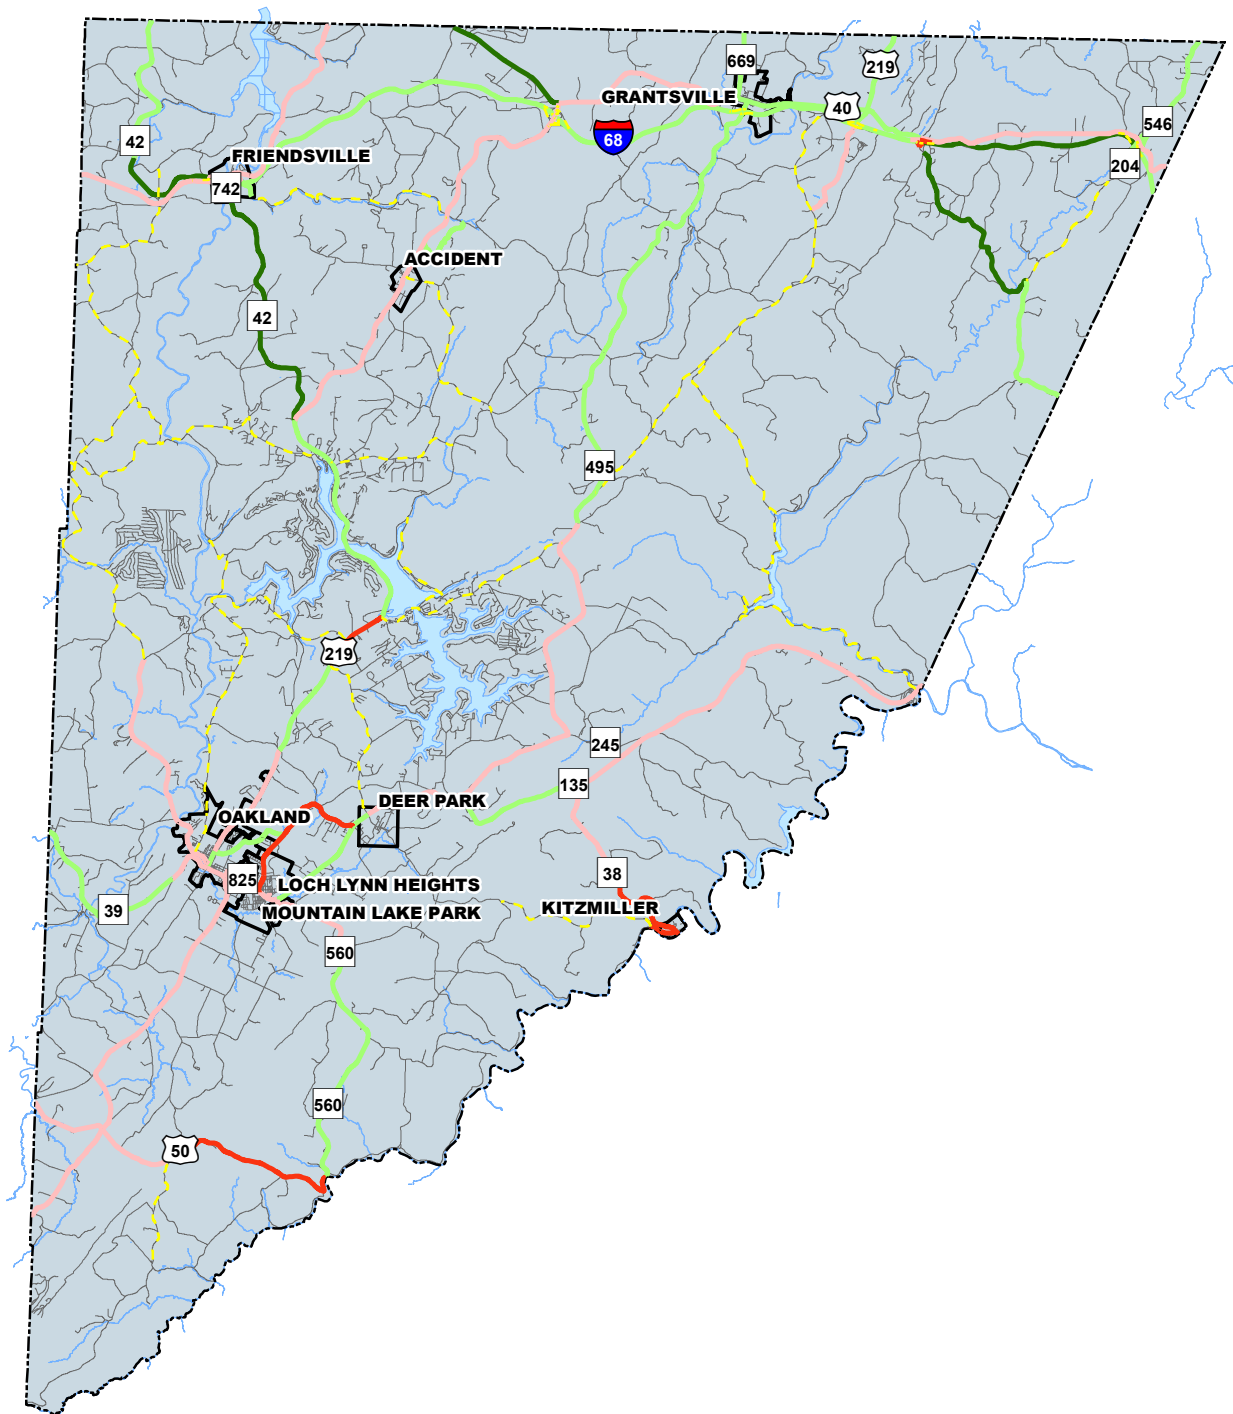 669
219
GRANTSVILLE
40
546
42
68
FRIENDSVILLE
204
742
ACCIDENT
42
495
219
245
135
DEER PARK
OAKLAND
38
825
LOCH LYNN HEIGHTS
39
KITZMILLER
MOUNTAIN LAKE PARK
560
560
50